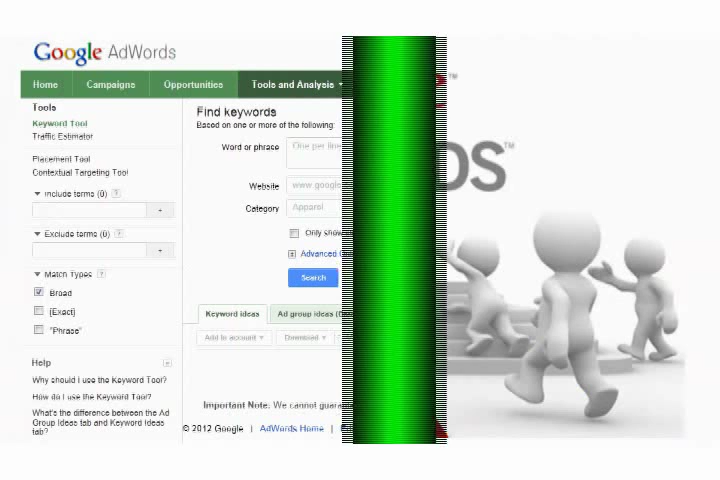 Google AdWords
Home Campaigns Opportunities Tools and Analysis
Tools
Keyword Tool
Traffic Estimator
Placement Tool
Contextual Targeting Tool
Include terms (0) ?
+
Exclude terms (0) ?
+
Match Types ?
Broad
[Exact]
"Phrase"
Help
Why should I use the Keyword Tool?
How do I use the Keyword Tool?
What's the difference between the Ad
Group Ideas tab and Keyword Ideas
tab?
Find keywords
Based on one or more of the following:
Word or phrase One per line
Website www.google
Category Apparel
Only show
Advanced
Search
Keyword ideas Ad group ideas
Add to account Download
Important Note: We cannot
© 2012 Google | AdWords Home |
TM
DS TM